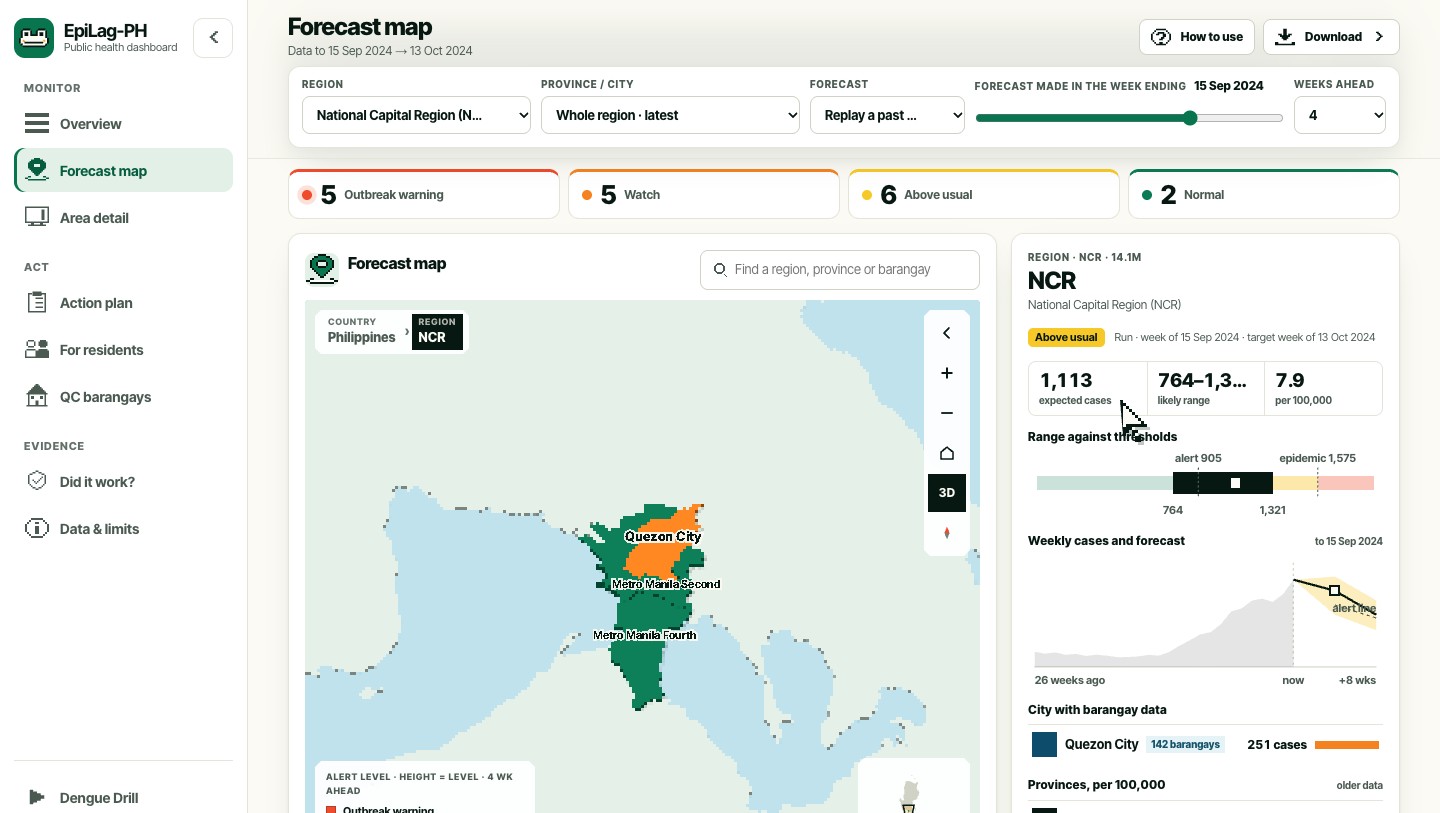 EpiLag-PH
Public health dashboard
MONITOR
Overview
Forecast map
Area detail
ACT
Action plan
For residents
QC barangays
EVIDENCE
Did it work?
Data & limits
Dengue Drill
Forecast map
Data to 15 Sep 2024 → 13 Oct 2024
How to use
Download
REGION
National Capital Region (N...
PROVINCE / CITY
Whole region · latest
FORECAST
Replay a past ...
FORECAST MADE IN THE WEEK ENDING 15 Sep 2024
WEEKS AHEAD
4
5 Outbreak warning
5 Watch
6 Above usual
2 Normal
Forecast map
Find a region, province or barangay
COUNTRY
Philippines
›
REGION
NCR
3D
Quezon City
Metro Manila Second
Metro Manila Fourth
ALERT LEVEL · HEIGHT = LEVEL · 4 WK
AHEAD
Outbreak warning
REGION · NCR · 14.1M
NCR
National Capital Region (NCR)
Above usual
Run · week of 15 Sep 2024 · target week of 13 Oct 2024
1,113
expected cases
764–1,3...
likely range
7.9
per 100,000
Range against thresholds
alert 905
epidemic 1,575
764
1,321
Weekly cases and forecast
to 15 Sep 2024
alert line
26 weeks ago
now
+8 wks
City with barangay data
Quezon City
142 barangays
251 cases
Provinces, per 100,000
older data